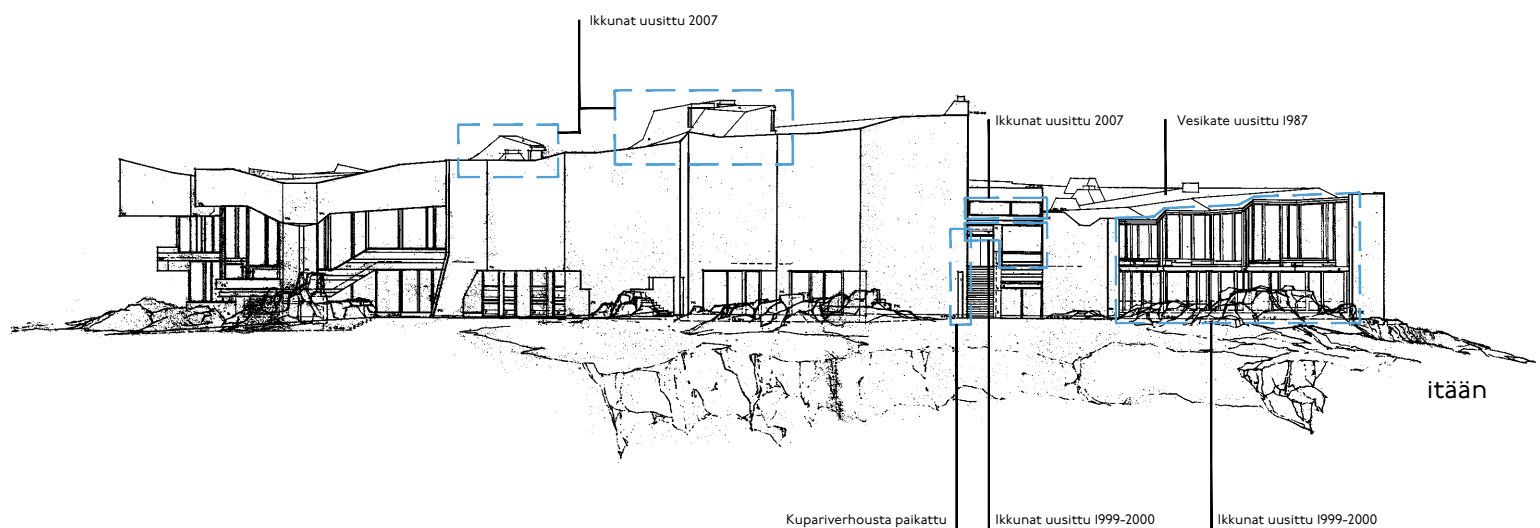 Ikkunat uusittu 2007
Ikkunat uusittu 2007
Vesikate uusittu 1987
itään
Kupariverhousta paikattu
Ikkunat uusittu 1999-2000
Ikkunat uusittu 1999-2000